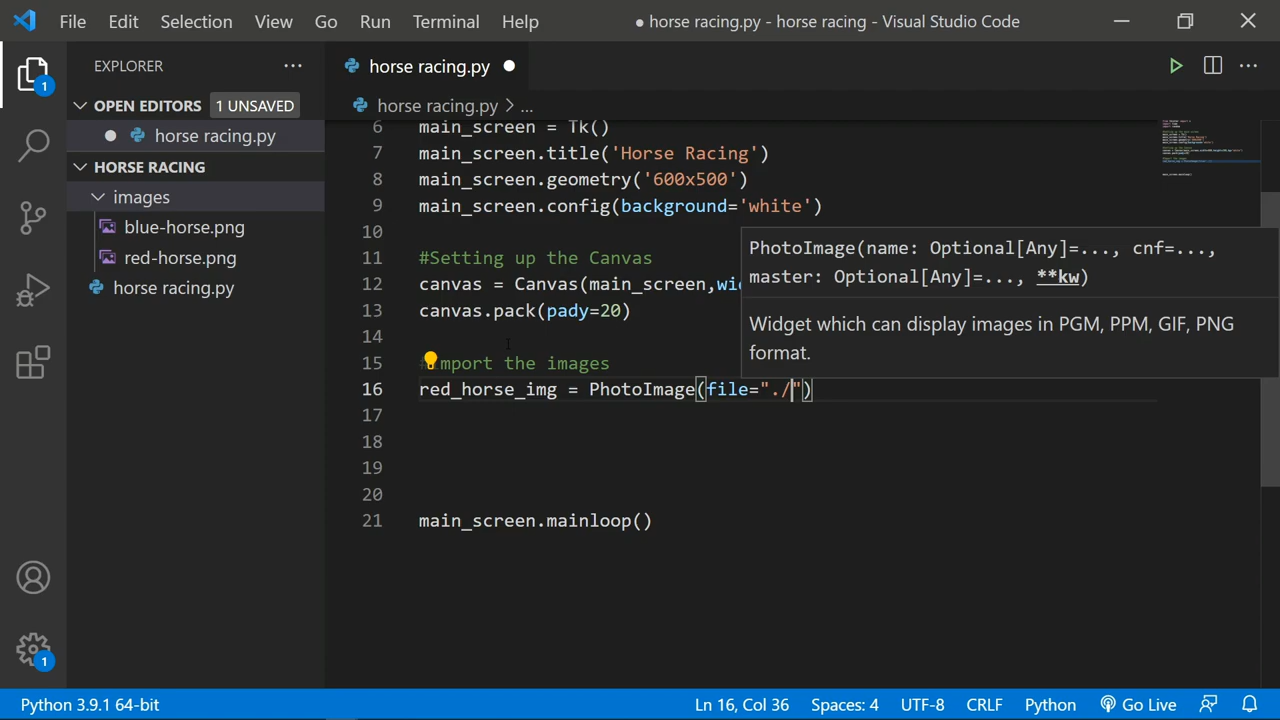 File Edit Selection View Go Run Terminal Help ● horse racing.py - horse racing - Visual Studio Code
EXPLORER
OPEN EDITORS 1 UNSAVED
horse racing.py
HORSE RACING
images
blue-horse.png
red-horse.png
horse racing.py
1
1
horse racing.py
horse racing.py > ...
6 main_screen = Tk()
7 main_screen.title('Horse Racing')
8 main_screen.geometry('600x500')
9 main_screen.config(background='white')
10
11 #Setting up the Canvas
12 canvas = Canvas(main_screen,wid
13 canvas.pack(pady=20)
14
15 mport the images
16 red_horse_img = PhotoImage(file="./")
17
18
19
20
21 main_screen.mainloop()
PhotoImage(name: Optional[Any]=..., cnf=...,
master: Optional[Any]=..., **kw)
Widget which can display images in PGM, PPM, GIF, PNG
format.
Python 3.9.1 64-bit Ln 16, Col 36 Spaces: 4 UTF-8 CRLF Python Go Live